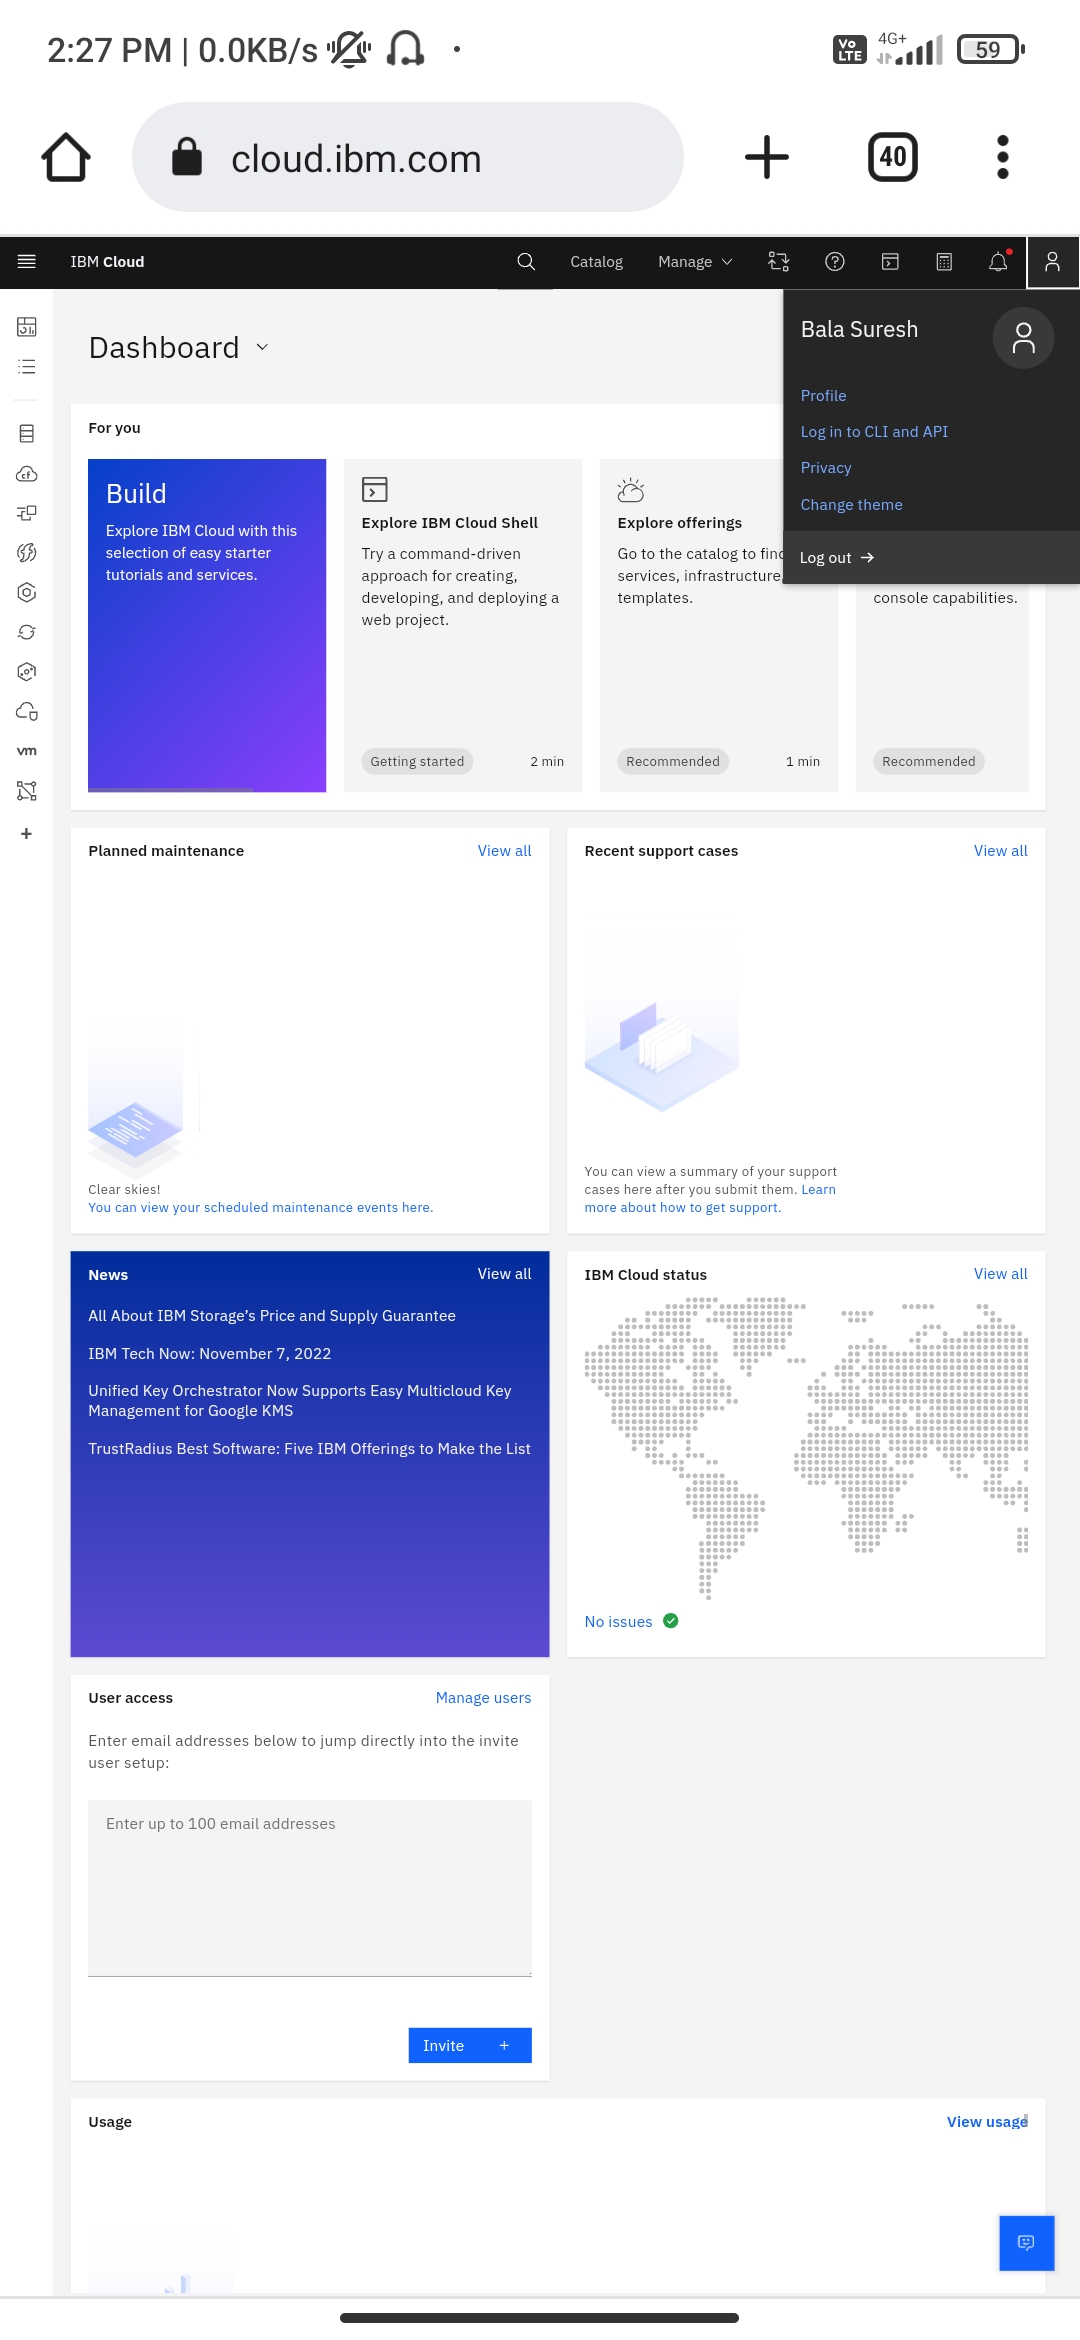 2:27 PM | 0.0KB/s
Vo LTE
4G+
59
cloud.ibm.com
40
IBM Cloud
Catalog
Manage
Bala Suresh
Profile
Log in to CLI and API
Privacy
Change theme
Log out
Dashboard
For you
Build
Explore IBM Cloud with this
selection of easy starter
tutorials and services.
Explore IBM Cloud Shell
Try a command-driven
approach for creating,
developing, and deploying a
web project.
Getting started
2 min
Explore offerings
Go to the catalog to find
services, infrastructure,
templates.
Recommended
1 min
console capabilities.
Recommended
cf
vm
Planned maintenance
View all
Clear skies!
You can view your scheduled maintenance events here.
Recent support cases
View all
You can view a summary of your support
cases here after you submit them. Learn
more about how to get support.
News
View all
All About IBM Storage’s Price and Supply Guarantee
IBM Tech Now: November 7, 2022
Unified Key Orchestrator Now Supports Easy Multicloud Key
Management for Google KMS
TrustRadius Best Software: Five IBM Offerings to Make the List
IBM Cloud status
View all
No issues
User access
Manage users
Enter email addresses below to jump directly into the invite
user setup:
Enter up to 100 email addresses
Invite +
Usage
View usage